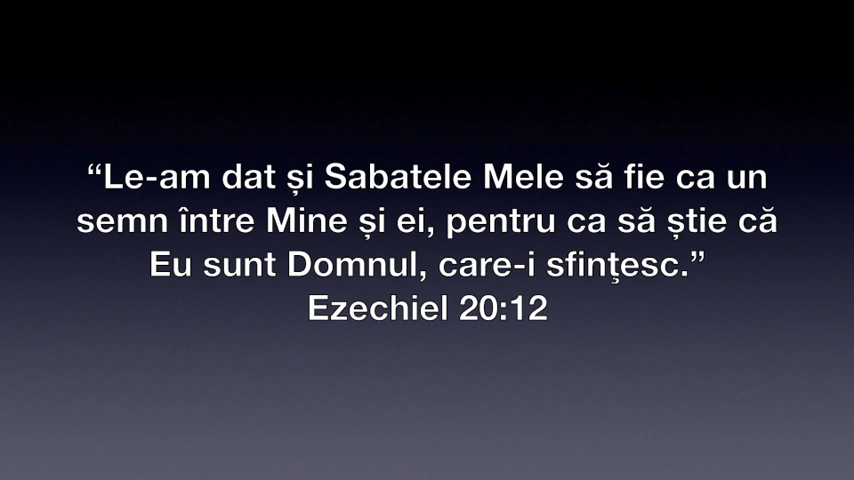 “Le-am dat și Sabatele Mele să fie ca un
semn între Mine și ei, pentru ca să știe că
Eu sunt Domnul, care-i sfinţesc.”
Ezechiel 20:12